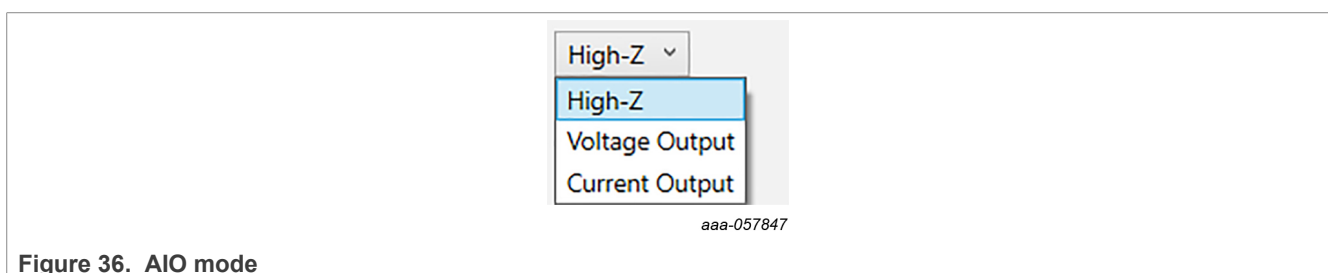 High-Z
High-Z
Voltage Output
Current Output
aaa-057847
Figure 36. AIO mode